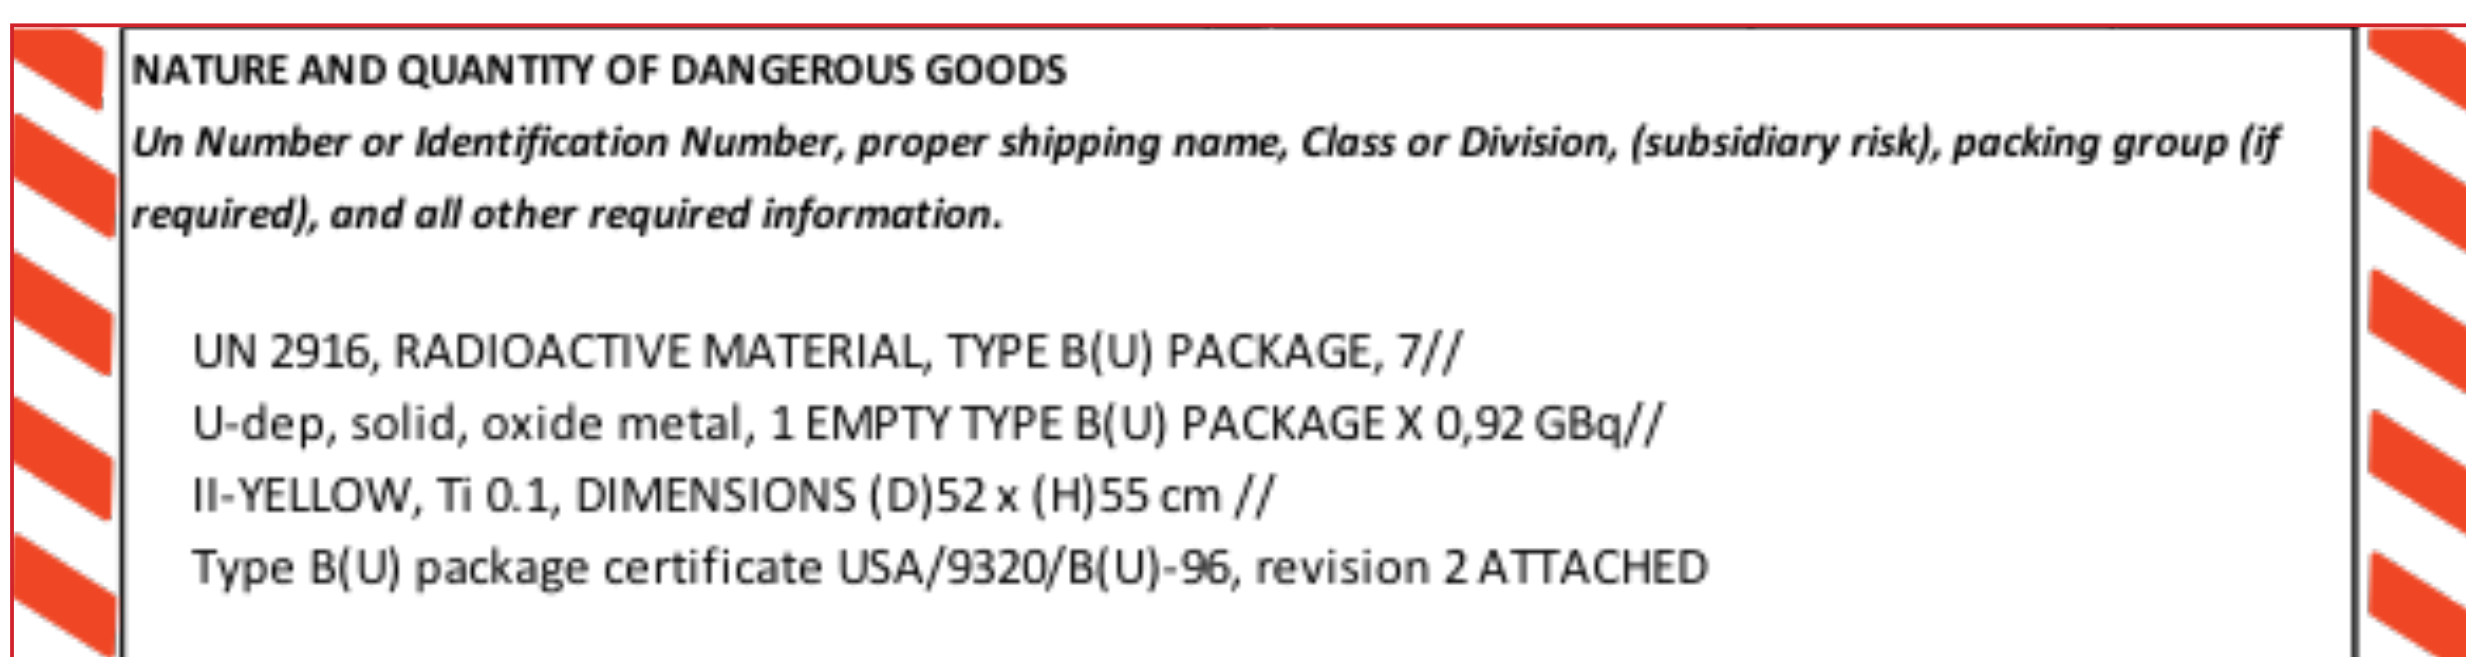 NATURE AND QUANTITY OF DANGEROUS GOODS
Un Number or Identification Number, proper shipping name, Class or Division, (subsidiary risk), packing group (if
required), and all other required information.
UN 2916, RADIOACTIVE MATERIAL, TYPE B(U) PACKAGE, 7//
U-dep, solid, oxide metal, 1 EMPTY TYPE B(U) PACKAGE X 0,92 GBq//
II-YELLOW, Ti 0.1, DIMENSIONS (D)52 x (H)55 cm //
Type B(U) package certificate USA/9320/B(U)-96, revision 2 ATTACHED